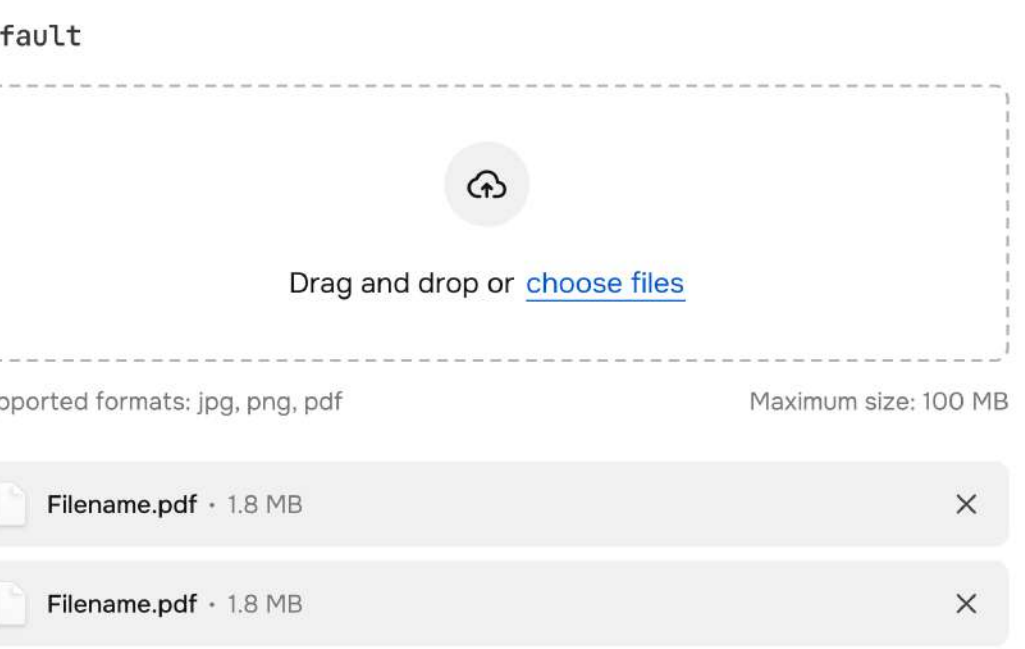 fault
Drag and drop or choose files
pported formats: jpg, png, pdf
Maximum size: 100 MB
Filename.pdf • 1.8 MB
Filename.pdf • 1.8 MB